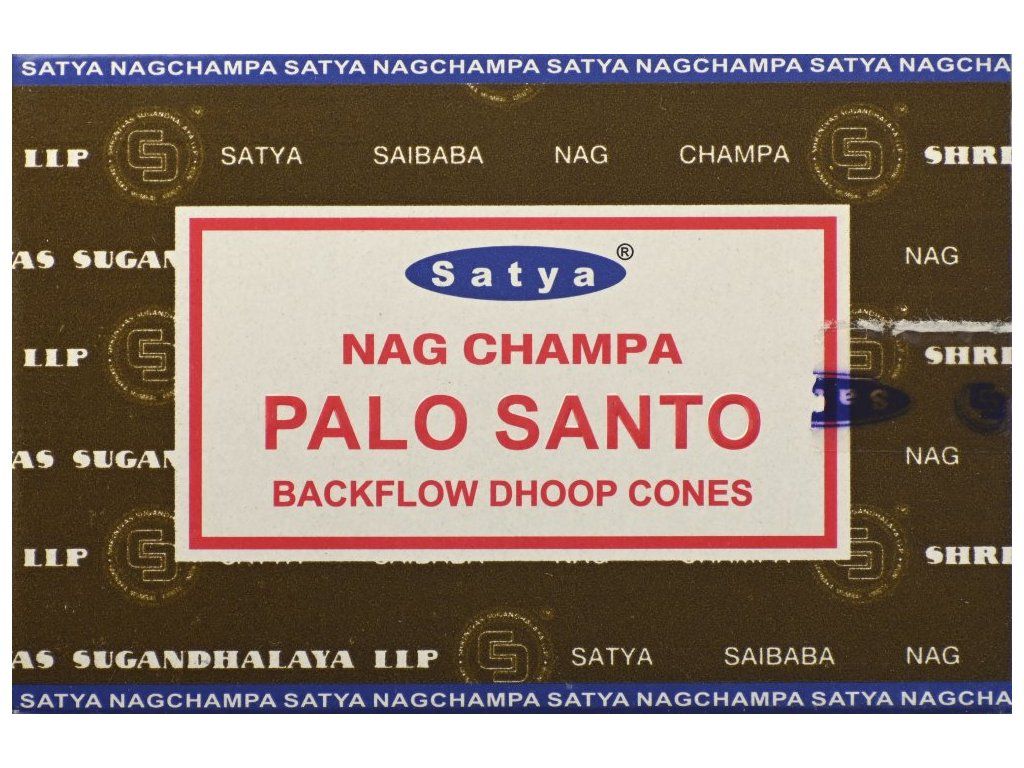 SATYA NAGCHAMPA SATYA NAGCHAMPA SATYA NAGCHAMPA SATYA NAGCHA
LLP SATYA SAIBABA NAG CHAMPA SHRI
AS SUGAN NAG
Satya®
NAG CHAMPA
LLP SHRI
PALO SANTO
AS SUGAN NAG
BACKFLOW DHOOP CONES
LLP SHRI
AS SUGANDHALAYA LLP SATYA SAIBABA NAG
SATYA NAGCHAMPA SATYA NAGCHAMPA SATYA NAGCHAMPA SATYA NAGCHA